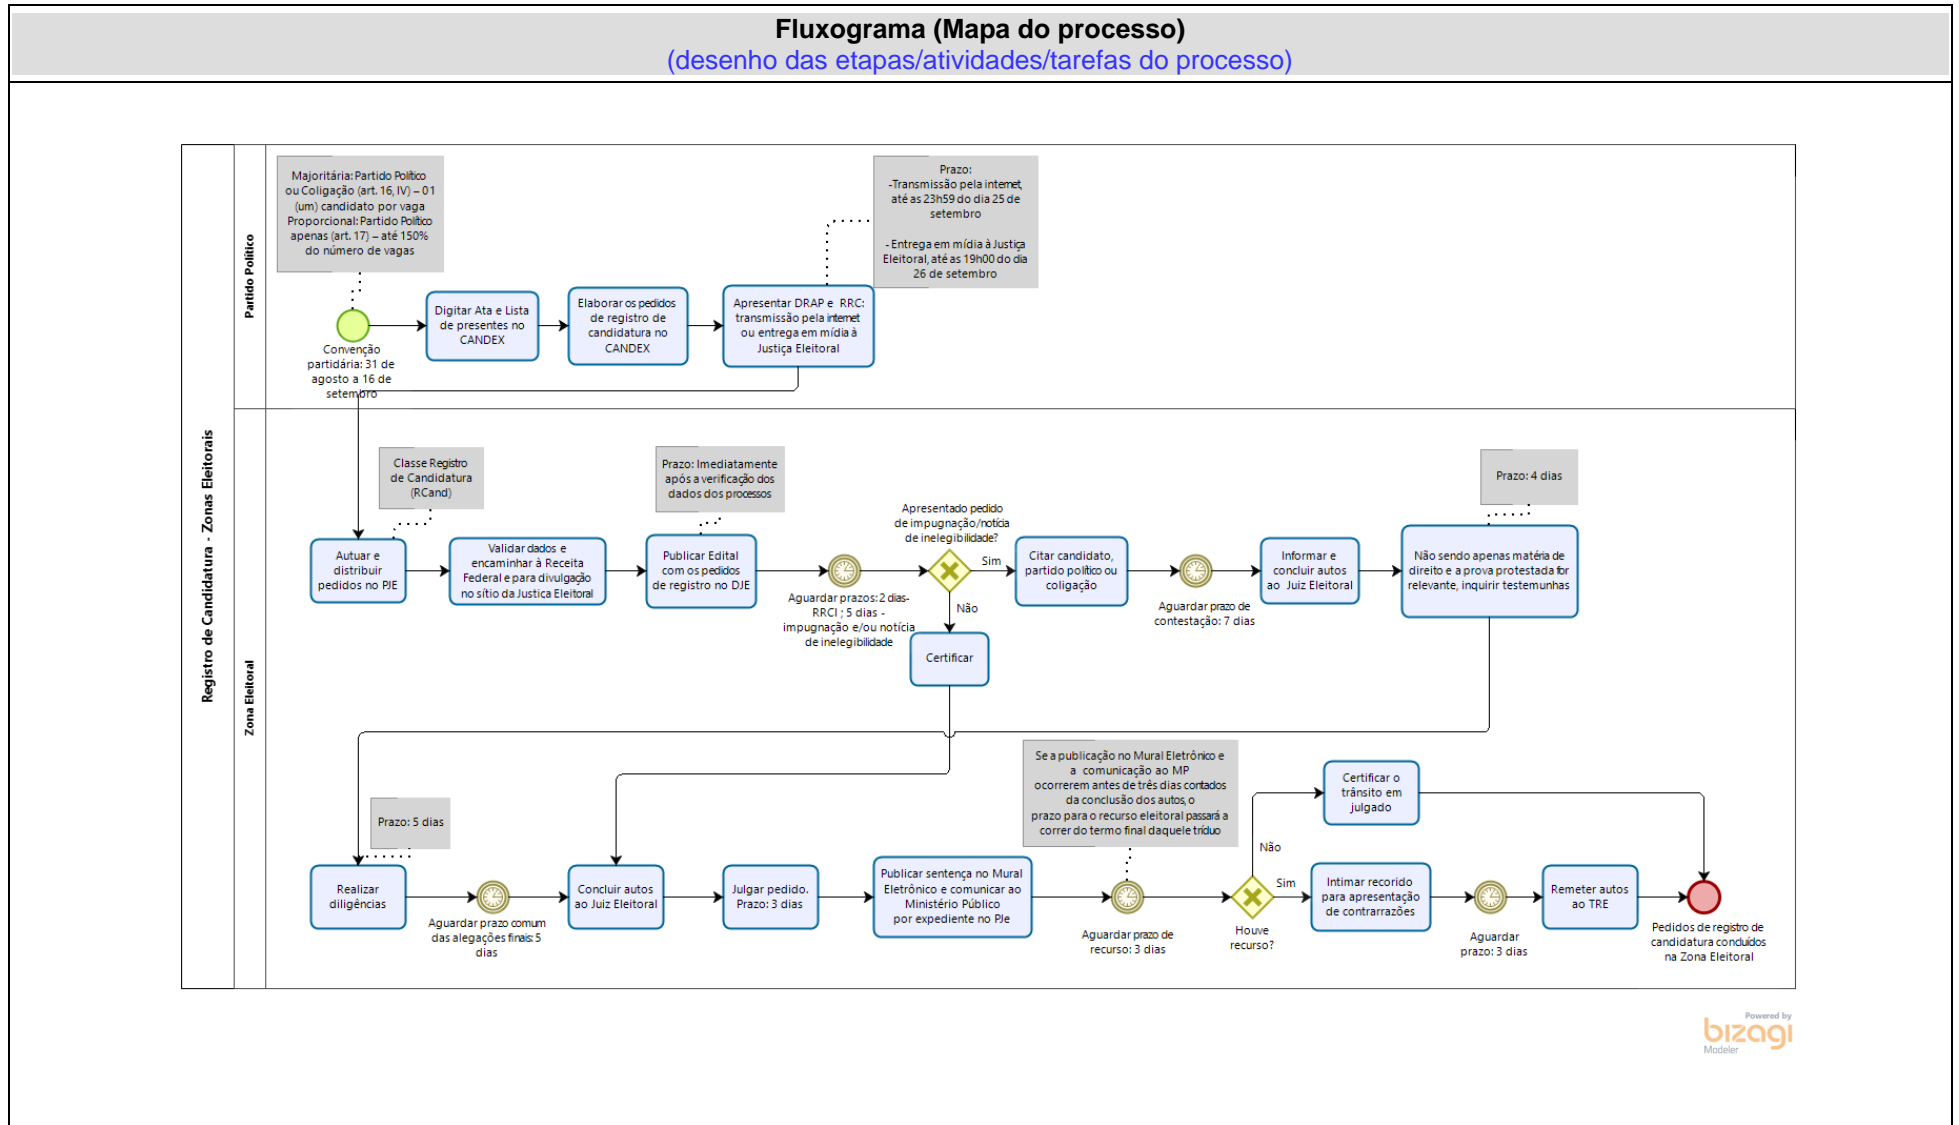 Fluxograma (Mapa do processo)
(desenho das etapas/atividades/tarefas do processo)
Registro de Candidatura - Zonas Eleitorais
Partido Político
Majoritária: Partido Político
ou Coligação (art. 16, IV) – 01
(um) candidato por vaga
Proporcional: Partido Político
apenas (art. 17) – até 150%
do número de vagas
Convenção
partidária: 31 de
agosto a 16 de
setembro
Digitar Ata e Lista
de presentes no
CANDEX
Elaborar os pedidos
de registro de
candidatura no
CANDEX
Apresentar DRAP e RRC:
transmissão pela internet
ou entrega em mídia à
Justiça Eleitoral
Prazo:
-Transmissão pela internet,
até as 23h59 do dia 25 de
setembro
- Entrega em mídia à Justiça
Eleitoral, até as 19h00 do dia
26 de setembro
Zona Eleitoral
Classe Registro
de Candidatura
(RCand)
Autuar e
distribuir
pedidos no PJE
Validar dados e
encaminhar à Receita
Federal e para divulgação
no sítio da Justica Eleitoral
Prazo: Imediatamente
após a verificação dos
dados dos processos
Publicar Edital
com os pedidos
de registro no DJE
Aguardar prazos: 2 dias-
RRCI ; 5 dias -
impugnação e/ou notícia
de inelegibilidade
Apresentado pedido
de impugnação/notícia
de inelegibilidade?
Sim
Não
Certificar
Citar candidato,
partido político ou
coligação
Aguardar prazo de
contestação: 7 dias
Informar e
concluir autos
ao Juiz Eleitoral
Prazo: 4 dias
Não sendo apenas matéria de
direito e a prova protestada for
relevante, inquirir testemunhas
Prazo: 5 dias
Realizar
diligências
Aguardar prazo comum
das alegações finais: 5
dias
Concluir autos
ao Juiz Eleitoral
Julgar pedido.
Prazo: 3 dias
Publicar sentença no Mural
Eletrônico e comunicar ao
Ministério Público
por expediente no PJe
Se a publicação no Mural Eletrônico e
a comunicação ao MP
ocorrerem antes de três dias contados
da conclusão dos autos, o
prazo para o recurso eleitoral passará a
correr do termo final daquele tríduo
Aguardar prazo de
recurso: 3 dias
Houve
recurso?
Não
Sim
Certificar o
trânsito em
julgado
Intimar recorrido
para apresentação
de contrarrazões
Aguardar
prazo: 3 dias
Remeter autos
ao TRE
Pedidos de registro de
candidatura concluídos
na Zona Eleitoral
Powered by
bizagi
Modeler